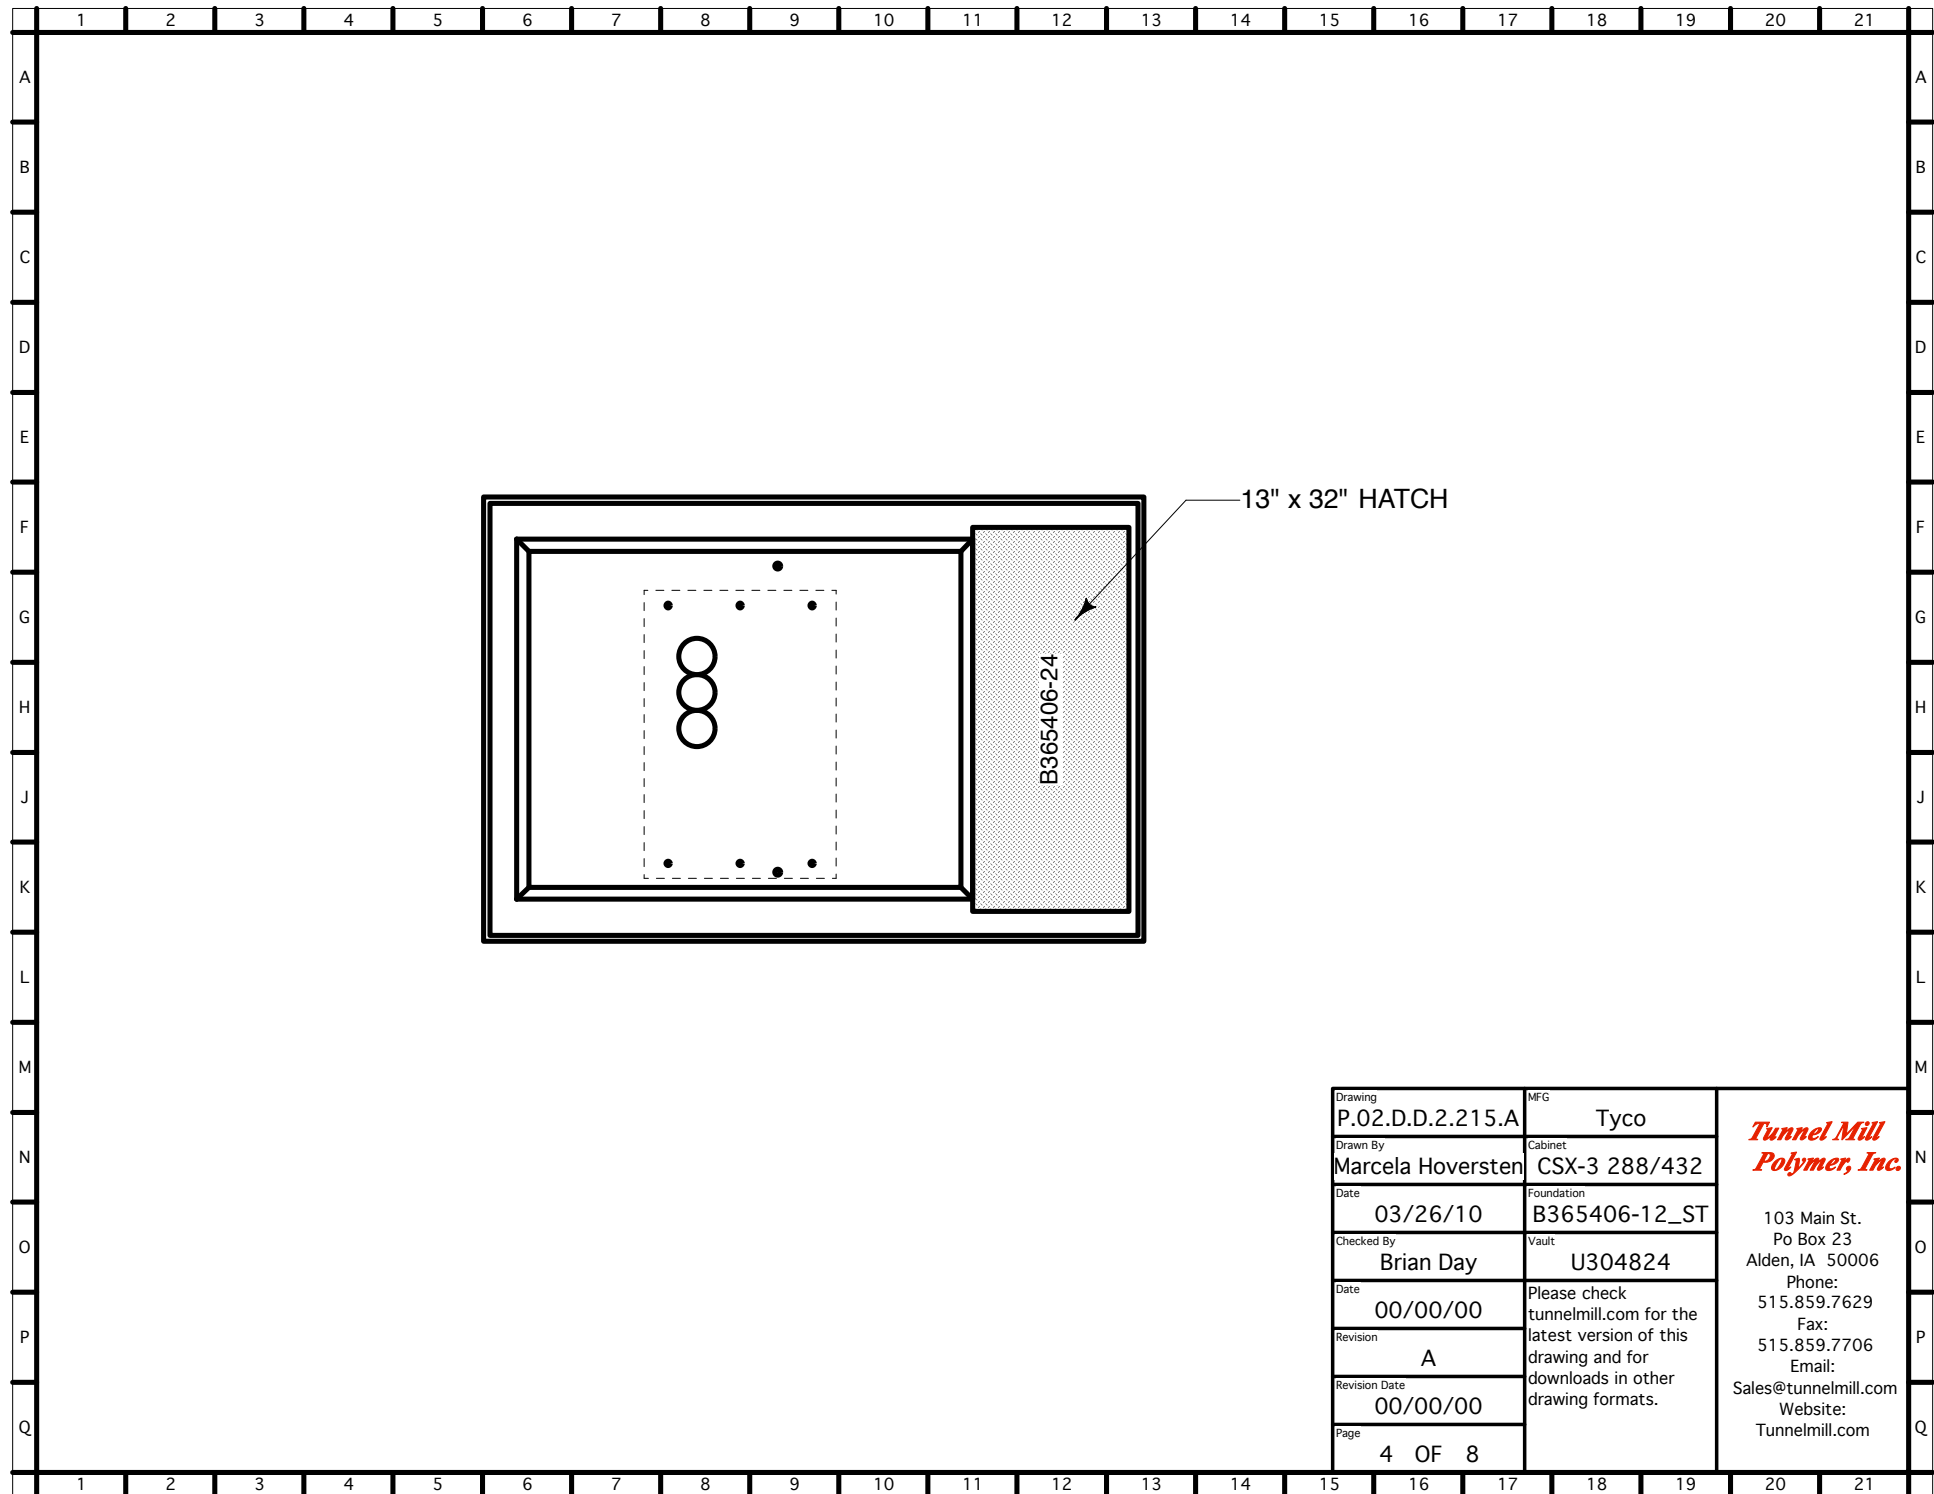 1 2 3 4 5 6 7 8 9 10 11 12 13 14 15 16 17 18 19 20 21
A A
B B
C C
D D
E E
F F
G G
H H
J J
K K
L L
M M
N N
O O
P P
Q Q
13" x 32" HATCH
B365406-24
Drawing
P.02.D.D.2.215.A
MFG
Tyco
Drawn By
Marcela Hoversten
Cabinet
CSX-3 288/432
Date
03/26/10
Foundation
B365406-12_ST
Checked By
Brian Day
Vault
U304824
Date
00/00/00
Revision
A
Revision Date
00/00/00
Page
4 OF 8
Please check
tunnelmill.com for the
latest version of this
drawing and for
downloads in other
drawing formats.
Tunnel Mill
Polymer, Inc.
103 Main St.
Po Box 23
Alden, IA 50006
Phone:
515.859.7629
Fax:
515.859.7706
Email:
Sales@tunnelmill.com
Website:
Tunnelmill.com
1 2 3 4 5 6 7 8 9 10 11 12 13 14 15 16 17 18 19 20 21